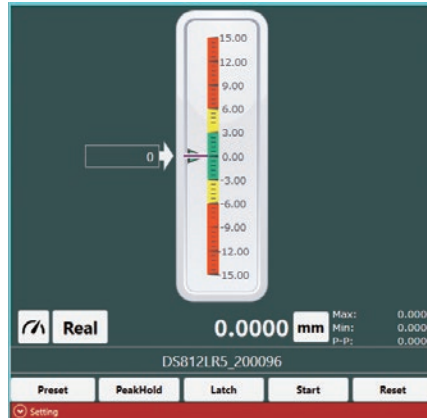 15.00
12.00
9.00
6.00
3.00
0 0.00
-3.00
-6.00
-9.00
-12.00
-15.00
Real 0.0000 mm
Max: 0.000
Min: 0.000
P-P: 0.000
DS812LR5_200096
Preset PeakHold Latch Start Reset
Setting